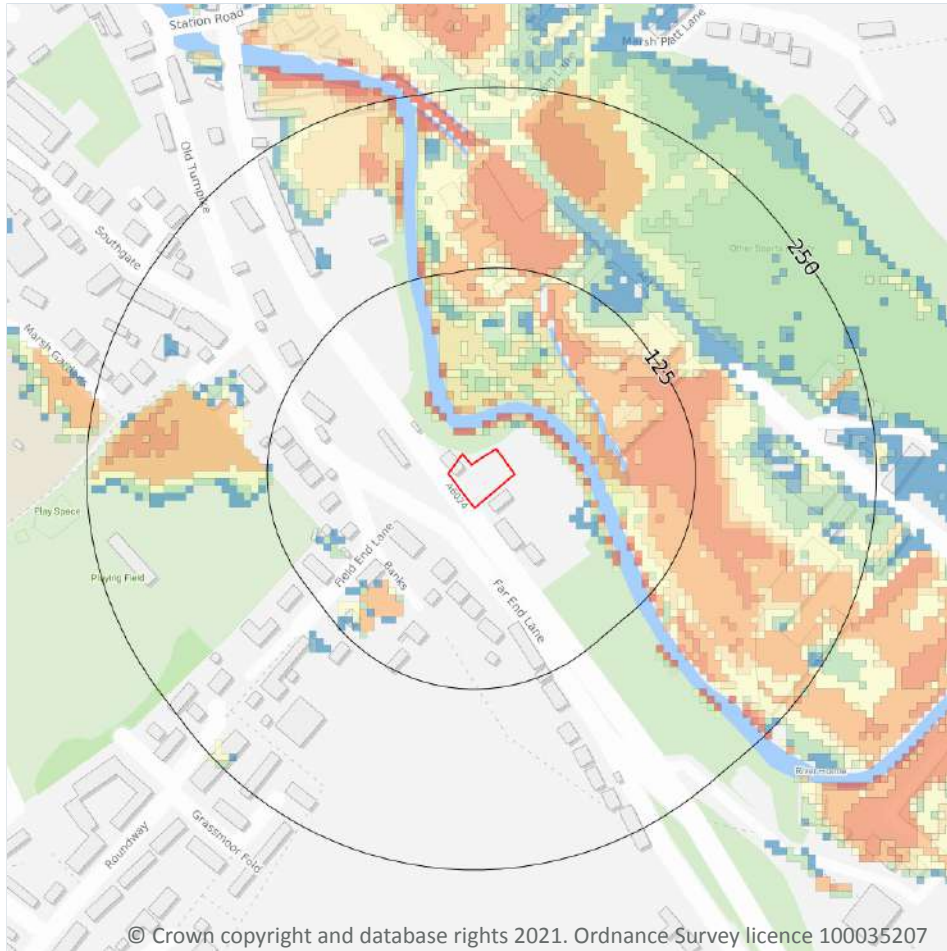 Station Road
Marsh Platt Lane
Old Turnpike
Southgate
Other Sports
250
Marsh Gardens
125
Play Space
A6024
Playing Field
Field End Lane
Banks
Far End Lane
River Holme
Roundway
Grassmoor Fold
© Crown copyright and database rights 2021. Ordnance Survey licence 100035207